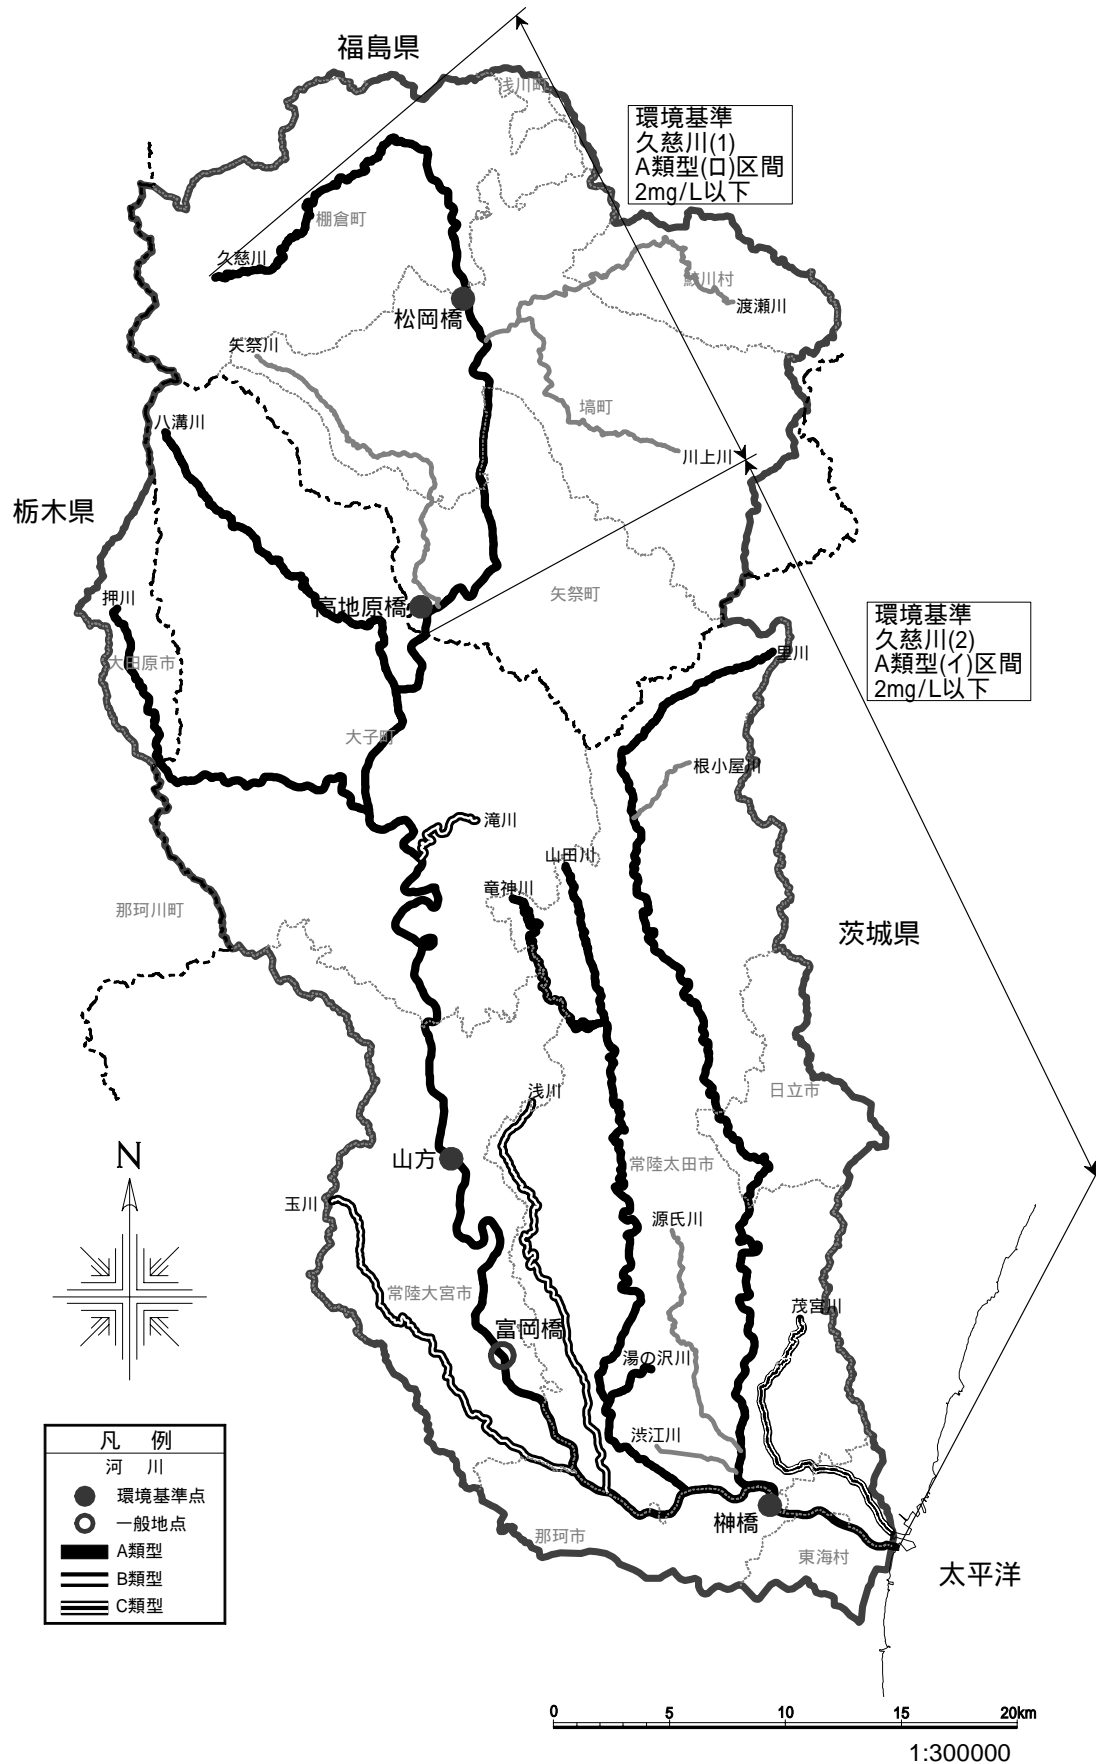 福島県
浅川町
環境基準
久慈川(1)
A類型(ロ)区間
2mg/L以下
棚倉町
久慈川
鮫川村
渡瀬川
松岡橋
矢祭川
塙町
八溝川
川上川
栃木県
押川
高地原橋
矢祭町
環境基準
久慈川(2)
A類型(イ)区間
2mg/L以下
大田原市
里川
大子町
根小屋川
滝川
山田川
竜神川
那珂川町
茨城県
浅川
日立市
N
山方
常陸太田市
玉川
源氏川
常陸大宮市
茂宮川
富岡橋
湯の沢川
渋江川
凡 例
河 川
環境基準点
一般地点
A類型
B類型
C類型
榊橋
那珂市
東海村
太平洋
0 5 10 15 20km
1:300000